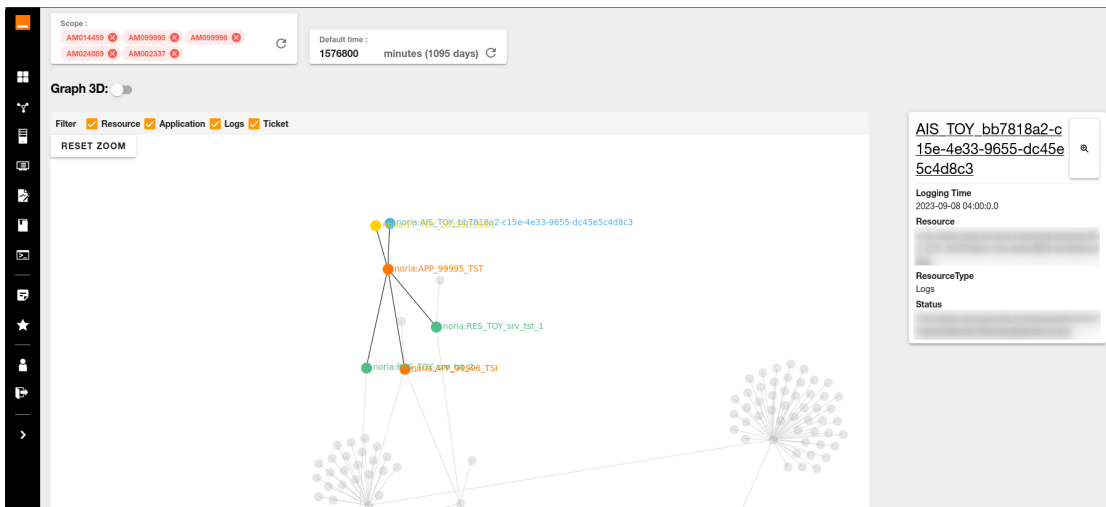 Scope :
AM014459 AM099995 AM099996
AM024089 AM002337
Default time :
1576800 minutes (1095 days)
Graph 3D:
Filter Resource Application Logs Ticket
RESET ZOOM
noria:AIS_TOY_bb7818a2-c15e-4e33-9655-dc45e5c4d8c3
noria:APP_99995_TST
noria:RES_TOY_srv_tst_1
noria:APP_99996_TSI
AIS_TOY_bb7818a2-c
15e-4e33-9655-dc45e
5c4d8c3
Logging Time
2023-09-08 04:00:0.0
Resource
ResourceType
Logs
Status